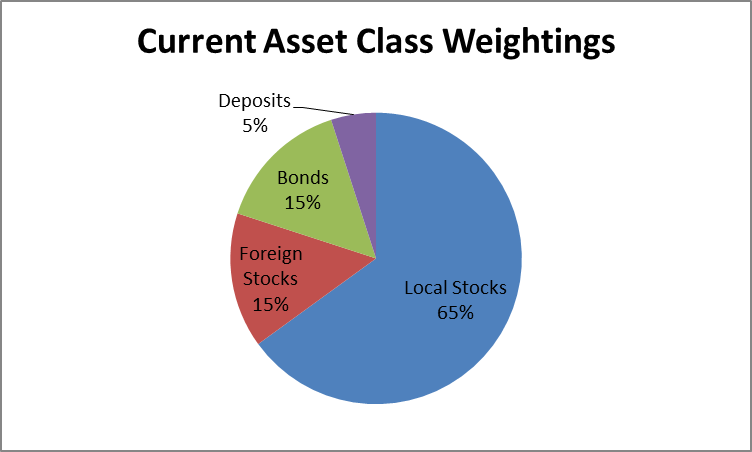 Current Asset Class Weightings
Deposits
5%
Bonds
15%
Foreign
Stocks
15%
Local Stocks
65%